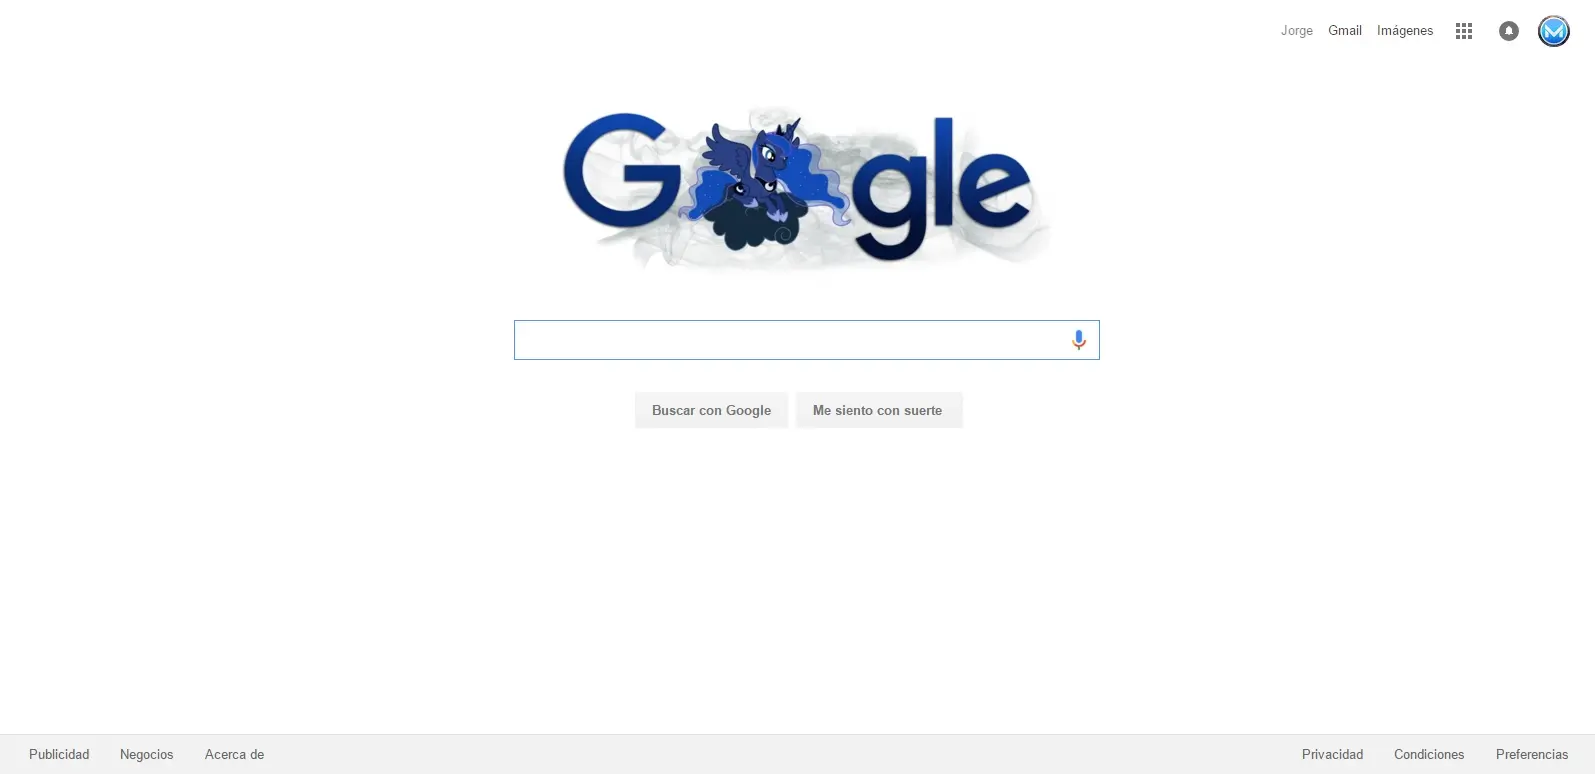 Jorge Gmail Imágenes
Google
Buscar con Google Me siento con suerte
Publicidad Negocios Acerca de Privacidad Condiciones Preferencias